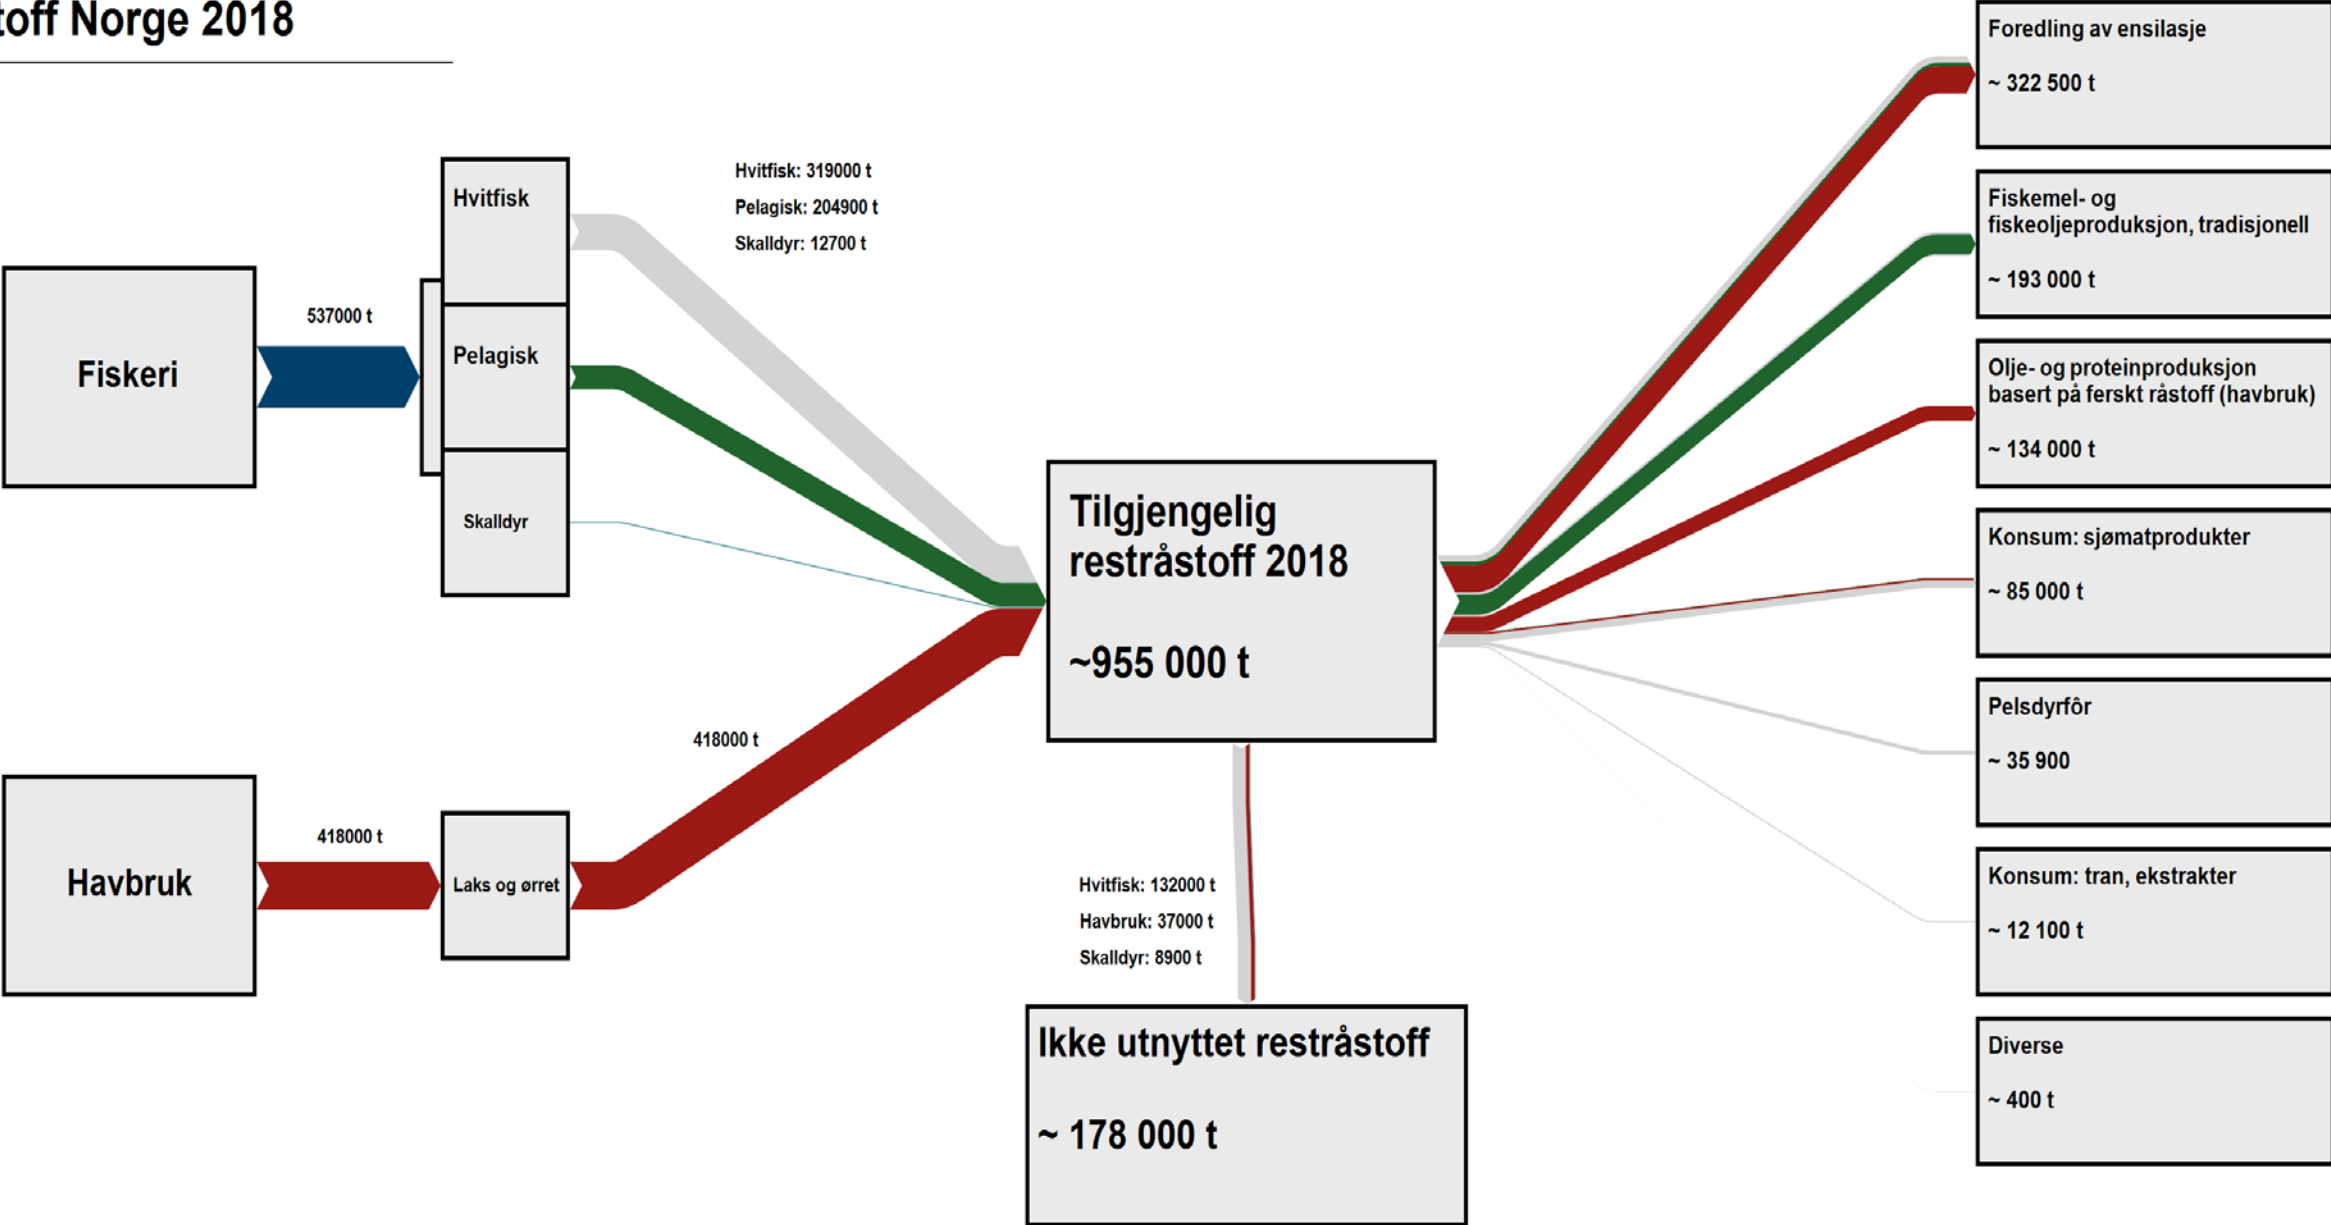 toff Norge 2018
Fiskeri
537000 t
Hvitfisk
Pelagisk
Skalldyr
Hvitfisk: 319000 t
Pelagisk: 204900 t
Skalldyr: 12700 t
Havbruk
418000 t
Laks og ørret
418000 t
Tilgjengelig
restråstoff 2018
~955 000 t
Hvitfisk: 132000 t
Havbruk: 37000 t
Skalldyr: 8900 t
Ikke utnyttet restråstoff
~ 178 000 t
Foredling av ensilasje
~ 322 500 t
Fiskemel- og
fiskeoljeproduksjon, tradisjonell
~ 193 000 t
Olje- og proteinproduksjon
basert på ferskt råstoff (havbruk)
~ 134 000 t
Konsum: sjømatprodukter
~ 85 000 t
Pelsdyrfôr
~ 35 900
Konsum: tran, ekstrakter
~ 12 100 t
Diverse
~ 400 t